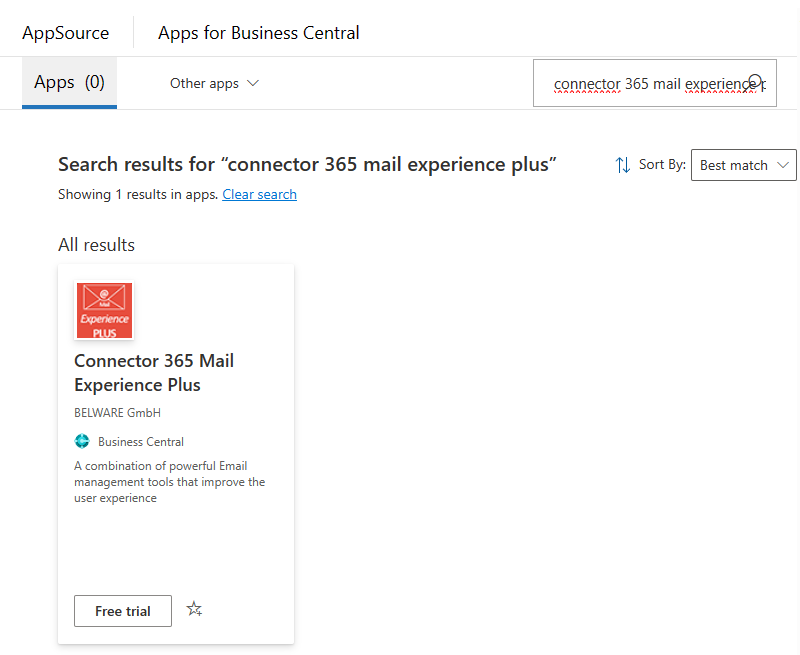 AppSource
Apps for Business Central
Apps (0)
Other apps
connector 365 mail experience p
Search results for “connector 365 mail experience plus”
Sort By:
Best match
Showing 1 results in apps. Clear search
All results
@
Mail
Experience
PLUS
Connector 365 Mail
Experience Plus
BELWARE GmbH
Business Central
A combination of powerful Email
management tools that improve the
user experience
Free trial